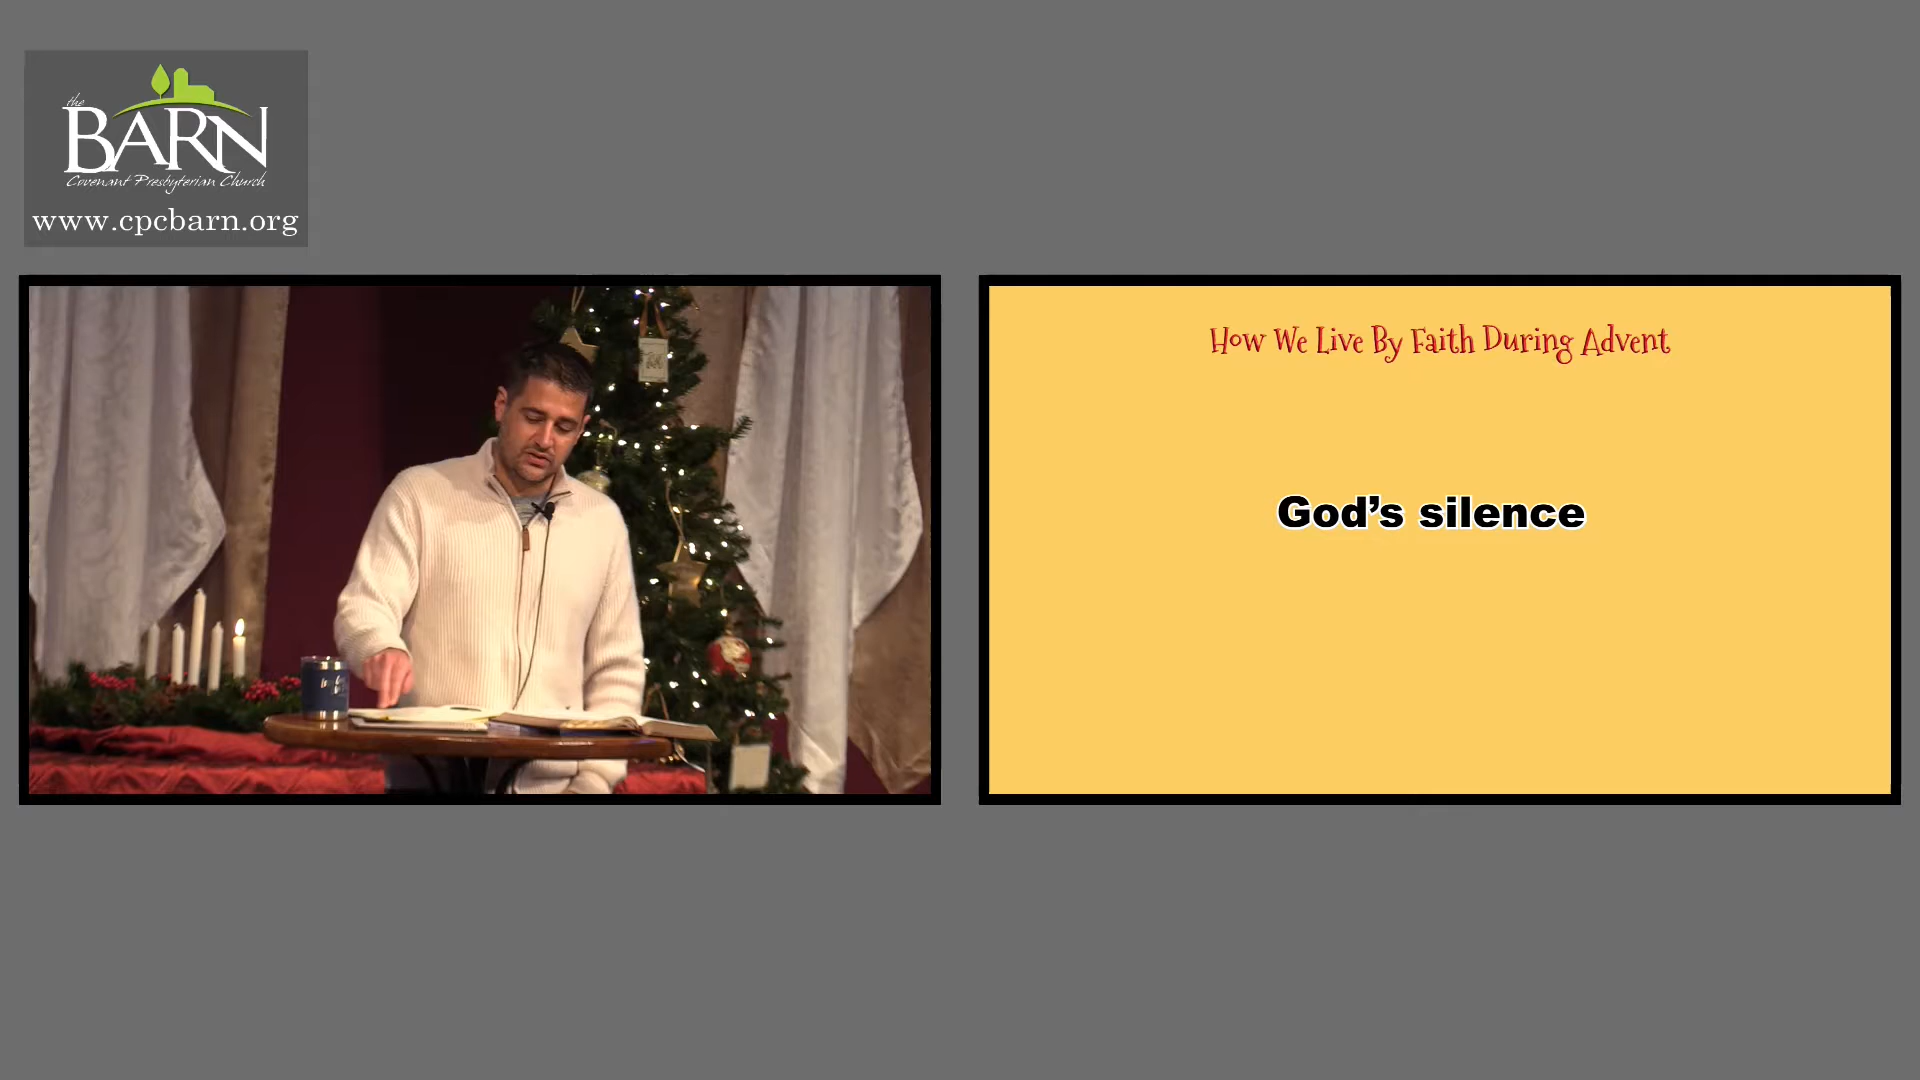 the
BARN
Covenant Presbyterian Church
www.cpcbarn.org
How We Live By Faith During Advent
God's silence